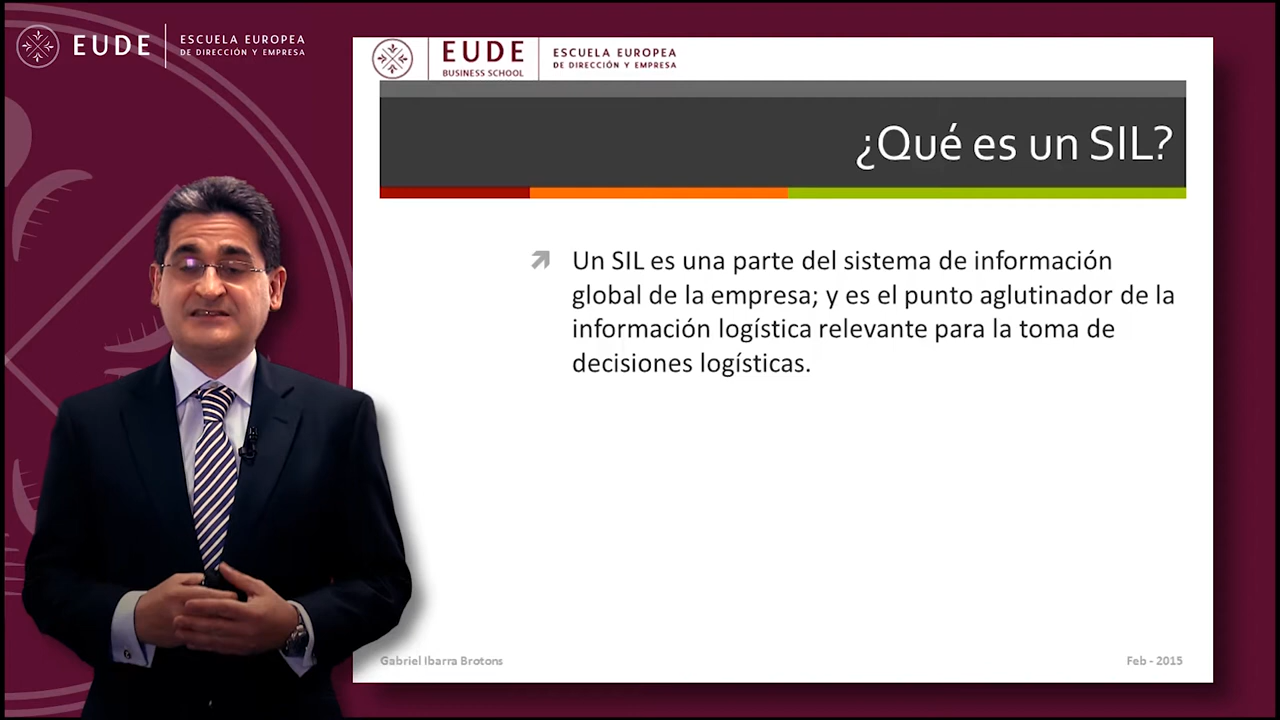 EUDE
ESCUELA EUROPEA
DE DIRECCIÓN Y EMPRESA
EUDE
BUSINESS SCHOOL
ESCUELA EUROPEA
DE DIRECCIÓN Y EMPRESA
¿Qué es un SIL?
Un SIL es una parte del sistema de información
global de la empresa; y es el punto aglutinador de la
información logística relevante para la toma de
decisiones logísticas.
Gabriel Ibarra Brotons
Feb - 2015